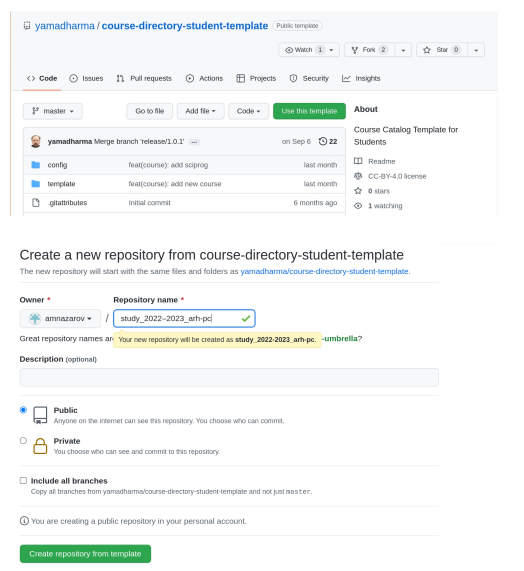 yamadharma / course-directory-student-template Public template
Watch 1 Fork 2 Star 0
Code Issues Pull requests Actions Projects Security Insights
master Go to file Add file Code Use this template
yamadharma Merge branch 'release/1.0.1' ... on Sep 6 22
config feat(course): add sciprog last month
template feat(course): add new course last month
.gitattributes Initial commit 6 months ago
About
Course Catalog Template for
Students
Readme
CC-BY-4.0 license
0 stars
1 watching
Create a new repository from course-directory-student-template
The new repository will start with the same files and folders as yamadharma/course-directory-student-template.
Owner * Repository name *
amnazarov / study_2022–2023_arh-pc
Great repository names ar -umbrella?
Your new repository will be created as study_2022-2023_arh-pc.
Description (optional)
Public
Anyone on the internet can see this repository. You choose who can commit.
Private
You choose who can see and commit to this repository.
Include all branches
Copy all branches from yamadharma/course-directory-student-template and not just master.
You are creating a public repository in your personal account.
Create repository from template